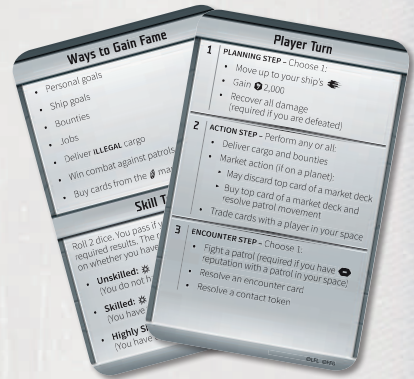 Ways to Gain Fame
• Personal goals
• Ship goals
• Bounties
• Jobs
• Deliver ILLEGAL cargo
• Win combat against patrols
• Buy cards from the
Skill
Roll 2 dice. You pass if
required results. The
on whether you have
• Unskilled:
(You do not
• Skilled:
(You have
• Highly
(You have
Player Turn
1 PLANNING STEP – Choose 1:
• Move up to your ship's
• Gain 2,000
• Recover all damage
(required if you are defeated)
2 ACTION STEP – Perform any or all:
• Deliver cargo and bounties
• Market action (if on a planet):
• May discard top card of a market deck
• Buy top card of a market deck and
resolve patrol movement
• Trade cards with a player in your space
3 ENCOUNTER STEP – Choose 1:
• Fight a patrol (required if you have
reputation with a patrol in your space)
• Resolve an encounter card
• Resolve a contact token